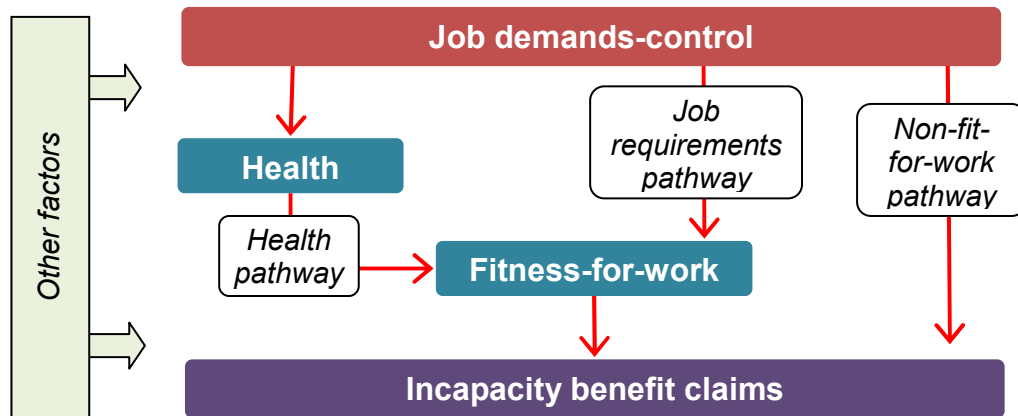 Other factors
Job demands-control
Job
requirements
pathway
Non-fit-
for-work
pathway
Health
Health
pathway
Fitness-for-work
Incapacity benefit claims